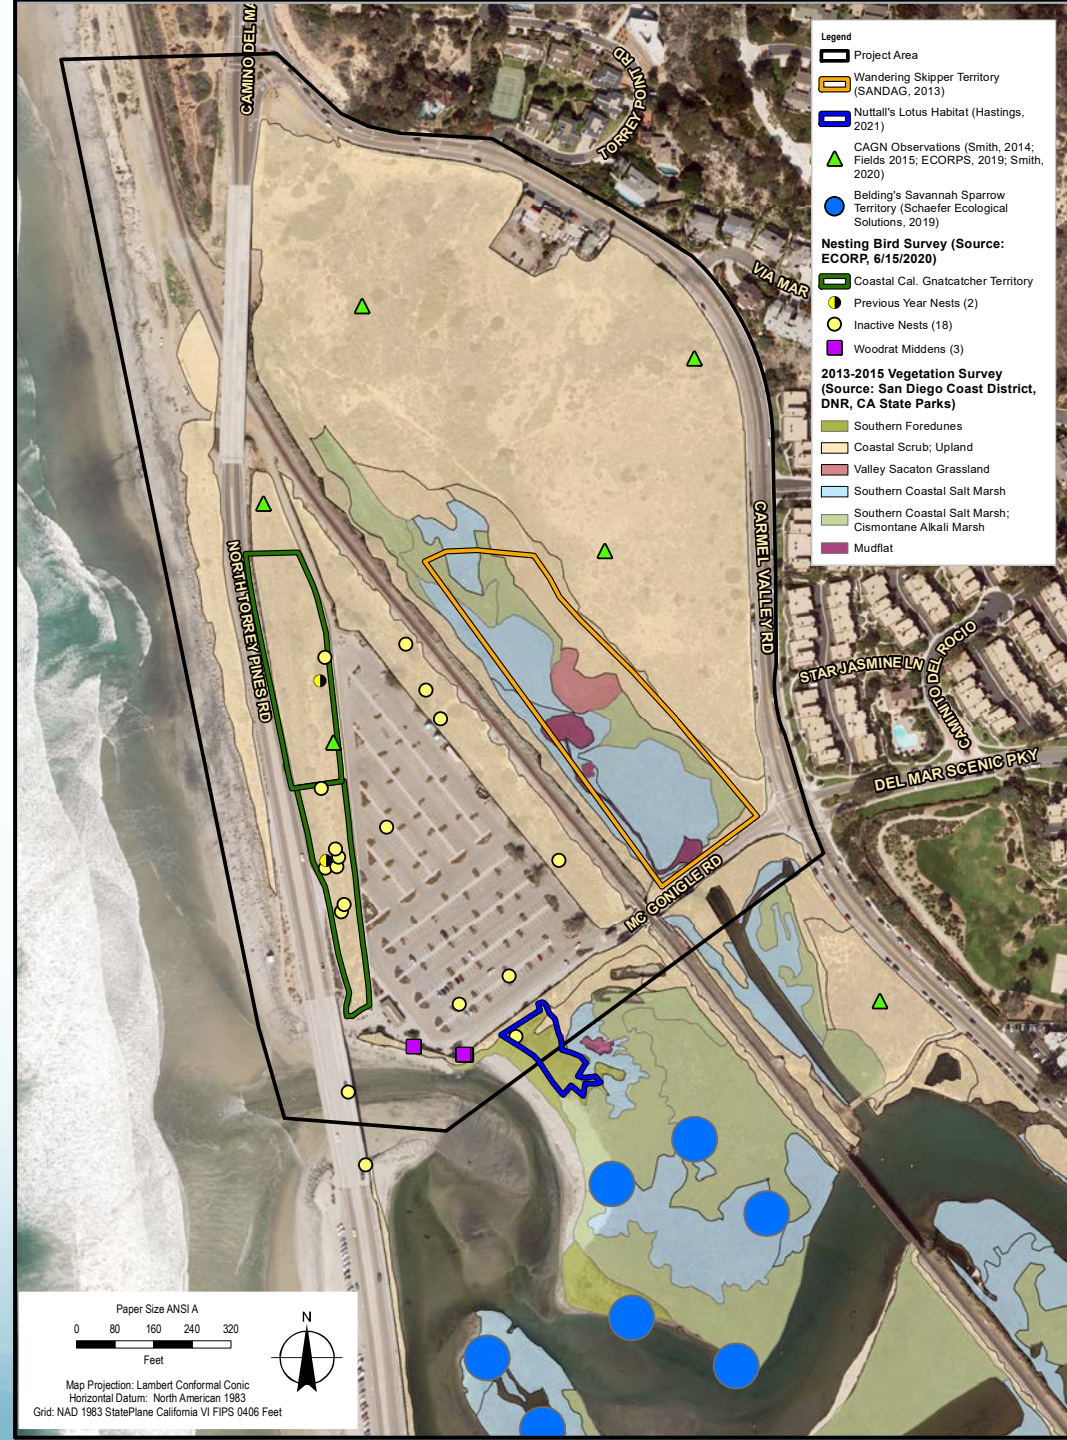 CAMINO DEL MA
TORREY POINT RD
VIA MAR
CARMEL VALLEY RD
NORTH TORREY PINES RD
STAR JASMINE LN
CAMINITO DEL ROCIO
DEL MAR SCENIC PKY
MC GONIGLE RD
Legend
Project Area
Wandering Skipper Territory
(SANDAG, 2013)
Nuttall's Lotus Habitat (Hastings,
2021)
CAGN Observations (Smith, 2014;
Fields 2015; ECORPS, 2019; Smith,
2020)
Belding's Savannah Sparrow
Territory (Schaefer Ecological
Solutions, 2019)
Nesting Bird Survey (Source:
ECORP, 6/15/2020)
Coastal Cal. Gnatcatcher Territory
Previous Year Nests (2)
Inactive Nests (18)
Woodrat Middens (3)
2013-2015 Vegetation Survey
(Source: San Diego Coast District,
DNR, CA State Parks)
Southern Foredunes
Coastal Scrub; Upland
Valley Sacaton Grassland
Southern Coastal Salt Marsh
Southern Coastal Salt Marsh;
Cismontane Alkali Marsh
Mudflat
Paper Size ANSI A
0 80 160 240 320
Feet
N
Map Projection: Lambert Conformal Conic
Horizontal Datum: North American 1983
Grid: NAD 1983 StatePlane California VI FIPS 0406 Feet